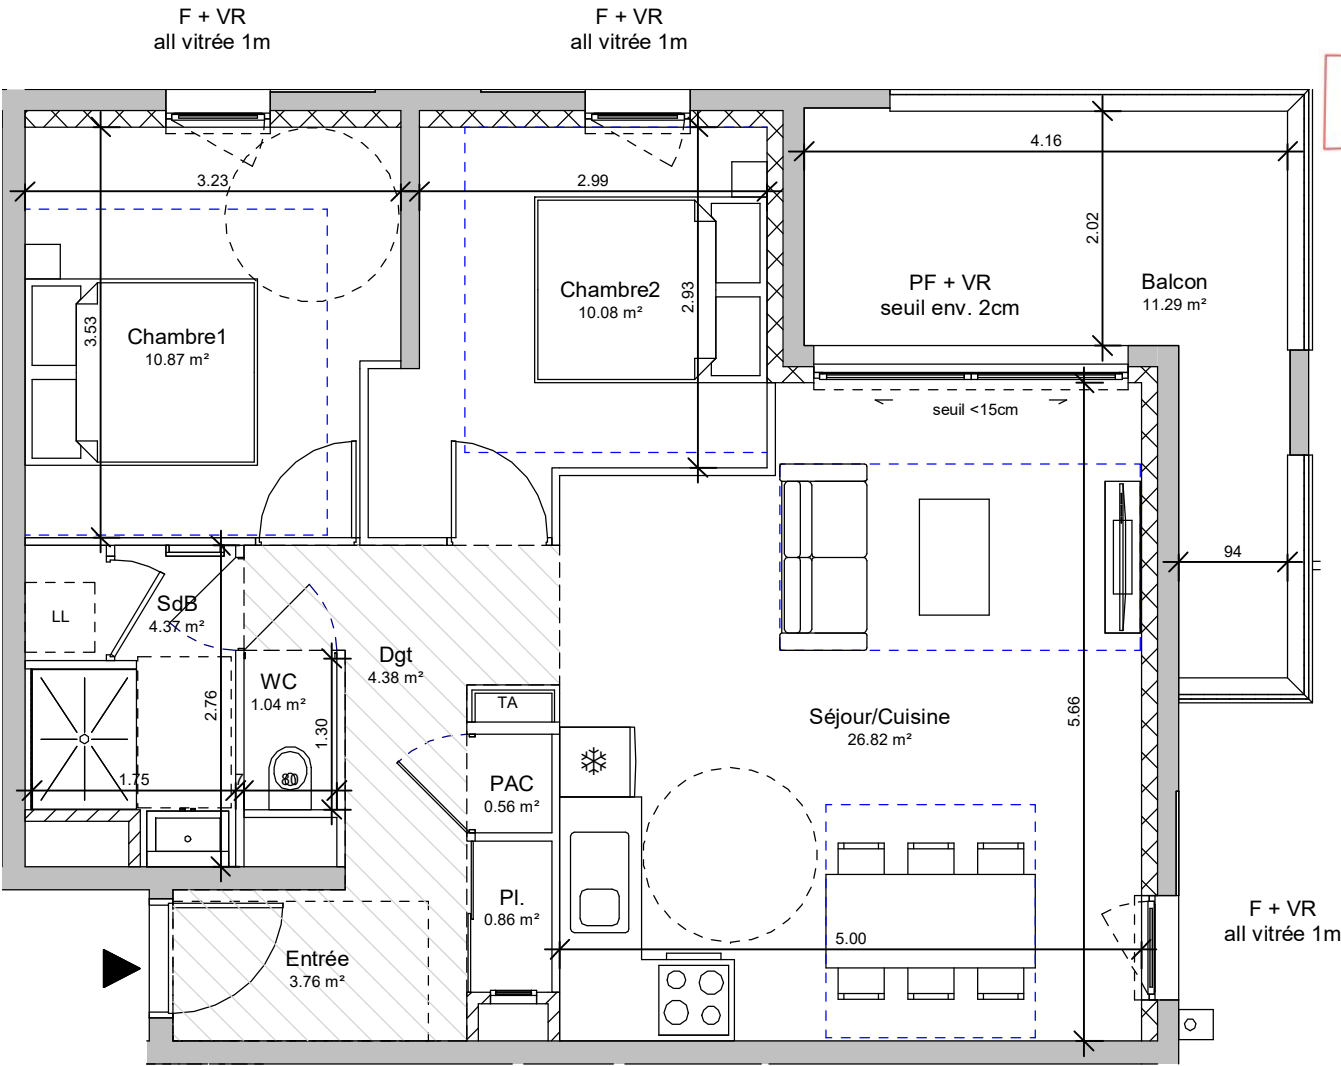 F + VR
all vitrée 1m
F + VR
all vitrée 1m
4.16
3.23
2.99
2.02
Chambre1
10.87 m²
3.53
Chambre2
10.08 m²
2.93
PF + VR
seuil env. 2cm
Balcon
11.29 m²
seuil <15cm
94
LL
SdB
4.37 m²
Dgt
4.38 m²
WC
1.04 m²
2.76
1.30
TA
Séjour/Cuisine
26.82 m²
5.66
1.75
7
80
PAC
0.56 m²
Pl.
0.86 m²
5.00
F + VR
all vitrée 1m
Entrée
3.76 m²